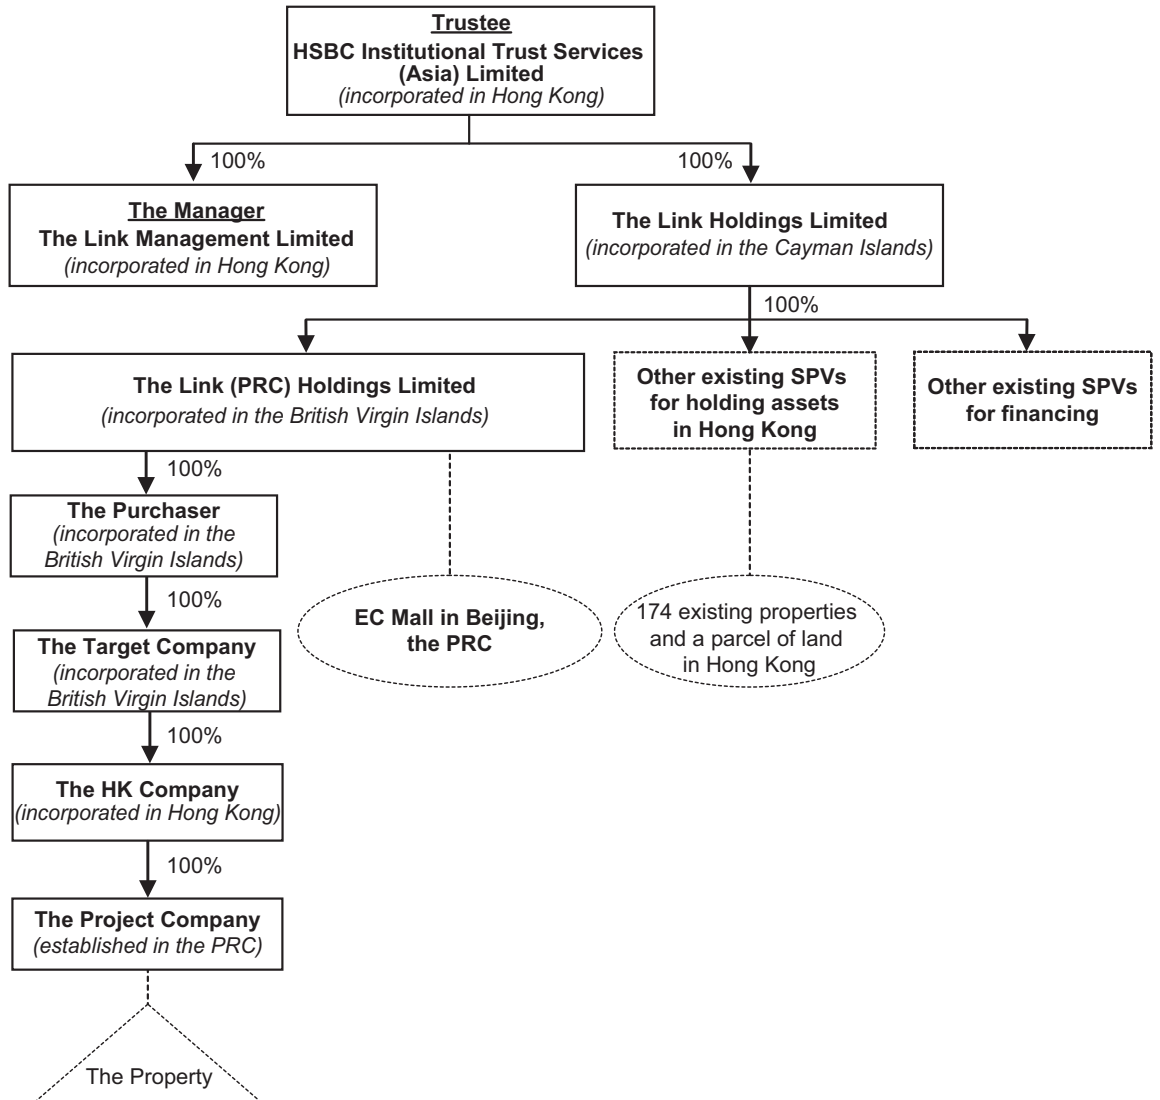 Trustee
HSBC Institutional Trust Services
(Asia) Limited
(incorporated in Hong Kong)
100%
100%
The Manager
The Link Management Limited
(incorporated in Hong Kong)
The Link Holdings Limited
(incorporated in the Cayman Islands)
100%
The Link (PRC) Holdings Limited
(incorporated in the British Virgin Islands)
Other existing SPVs
for holding assets
in Hong Kong
Other existing SPVs
for financing
100%
The Purchaser
(incorporated in the
British Virgin Islands)
100%
EC Mall in Beijing,
the PRC
174 existing properties
and a parcel of land
in Hong Kong
The Target Company
(incorporated in the
British Virgin Islands)
100%
The HK Company
(incorporated in Hong Kong)
100%
The Project Company
(established in the PRC)
The Property